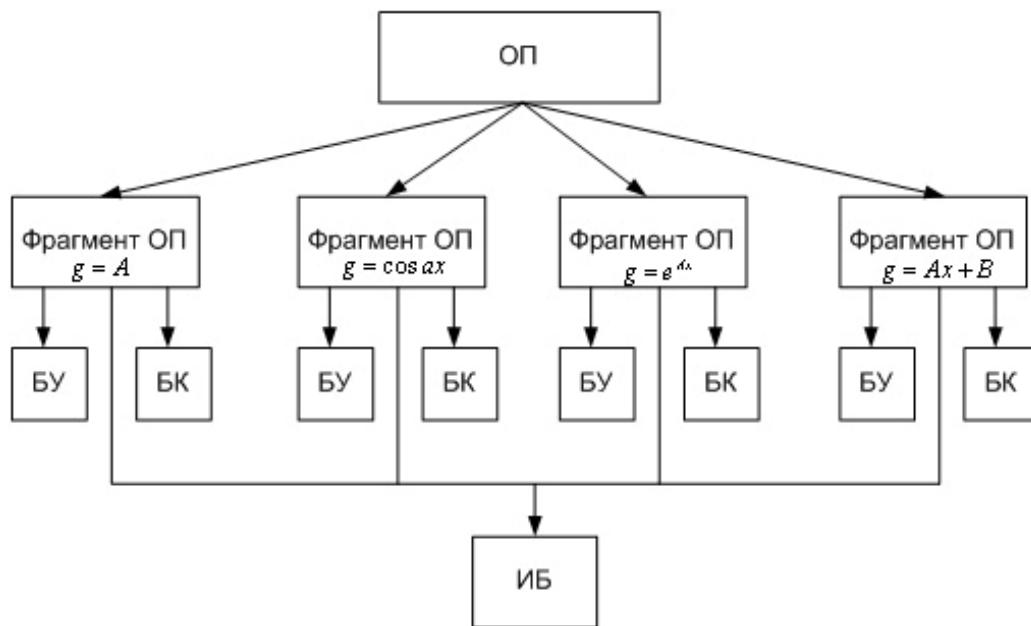 ОП
Фрагмент ОП
g = A
Фрагмент ОП
g = cos ax
Фрагмент ОП
g = e^{Ax}
Фрагмент ОП
g = Ax + B
БУ
БК
БУ
БК
БУ
БК
БУ
БК
ИБ